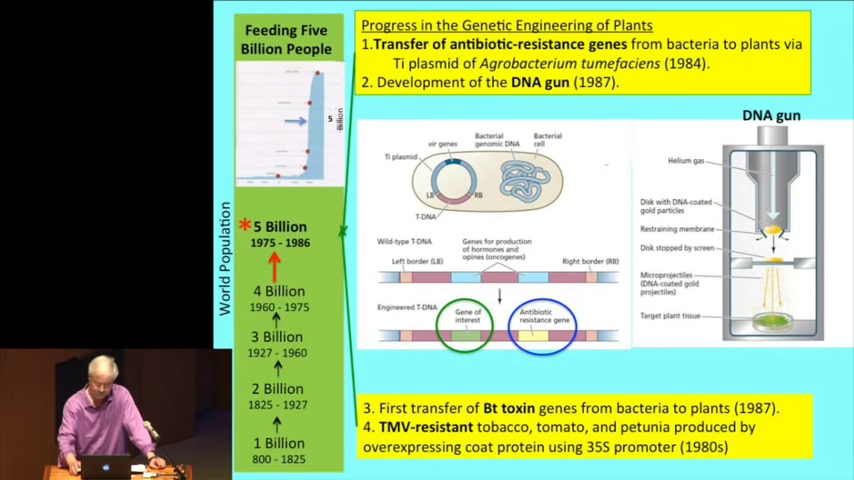 Feeding Five
Billion People
5
Billion
World Population
* 5 Billion
1975 - 1986
4 Billion
1960 - 1975
3 Billion
1927 - 1960
2 Billion
1825 - 1927
1 Billion
800 - 1825
Progress in the Genetic Engineering of Plants
1.Transfer of antibiotic-resistance genes from bacteria to plants via
Ti plasmid of Agrobacterium tumefaciens (1984).
2. Development of the DNA gun (1987).
vir genes
Bacterial
genomic DNA
Bacterial
cell
Ti plasmid
LB
RB
T-DNA
Wild-type T-DNA
Genes for production
of hormones and
opines (oncogenes)
Left border (LB)
Right border (RB)
Engineered T-DNA
Gene of
interest
Antibiotic
resistance gene
DNA gun
Helium gas
Disk with DNA-coated
gold particles
Restraining membrane
Disk stopped by screen
Microprojectiles
(DNA-coated gold
projectiles)
Target plant tissue
3. First transfer of Bt toxin genes from bacteria to plants (1987).
4. TMV-resistant tobacco, tomato, and petunia produced by
overexpressing coat protein using 35S promoter (1980s)